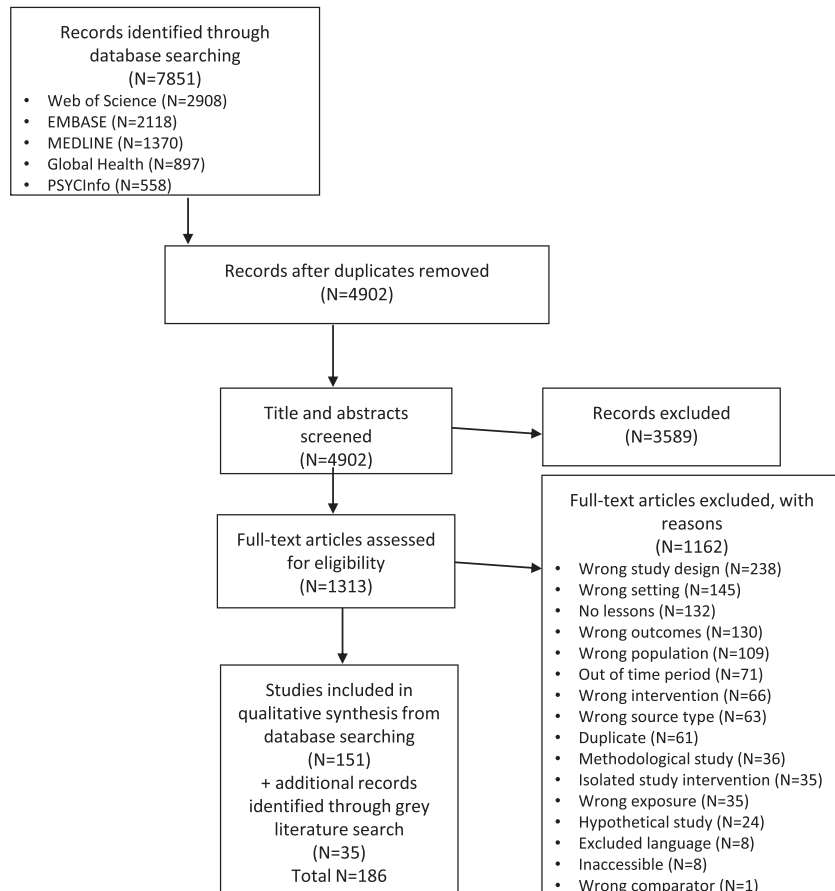 Records identified through
database searching
(N=7851)
• Web of Science (N=2908)
• EMBASE (N=2118)
• MEDLINE (N=1370)
• Global Health (N=897)
• PSYCInfo (N=558)
Records after duplicates removed
(N=4902)
Title and abstracts
screened
(N=4902)
Records excluded
(N=3589)
Full-text articles assessed
for eligibility
(N=1313)
Full-text articles excluded, with
reasons
(N=1162)
• Wrong study design (N=238)
• Wrong setting (N=145)
• No lessons (N=132)
• Wrong outcomes (N=130)
• Wrong population (N=109)
• Out of time period (N=71)
• Wrong intervention (N=66)
• Wrong source type (N=63)
• Duplicate (N=61)
• Methodological study (N=36)
• Isolated study intervention (N=35)
• Wrong exposure (N=35)
• Hypothetical study (N=24)
• Excluded language (N=8)
• Inaccessible (N=8)
• Wrong comparator (N=1)
Studies included in
qualitative synthesis from
database searching
(N=151)
+ additional records
identified through grey
literature search
(N=35)
Total N=186